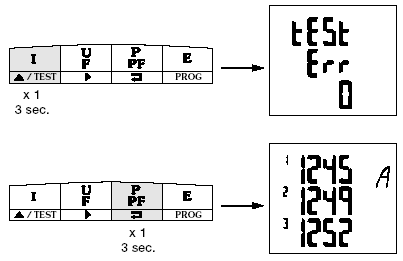 I U F P PF E
▲ / TEST ▶ ⮌ PROG
x 1
3 sec.
tESt
Err
0
I U F P PF E
▲ / TEST ▶ ⮌ PROG
x 1
3 sec.
1 1245 A
2 1249
3 1252